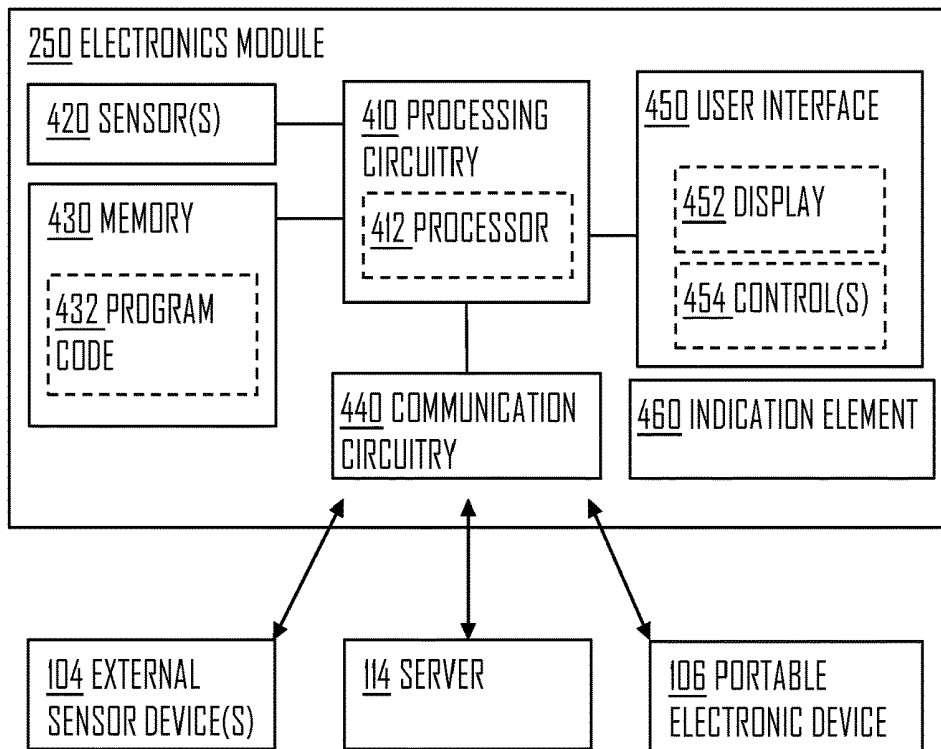 250 ELECTRONICS MODULE
420 SENSOR(S)
430 MEMORY
432 PROGRAM
CODE
410 PROCESSING
CIRCUITRY
412 PROCESSOR
450 USER INTERFACE
452 DISPLAY
454 CONTROL(S)
440 COMMUNICATION
CIRCUITRY
460 INDICATION ELEMENT
104 EXTERNAL
SENSOR DEVICE(S)
114 SERVER
106 PORTABLE
ELECTRONIC DEVICE